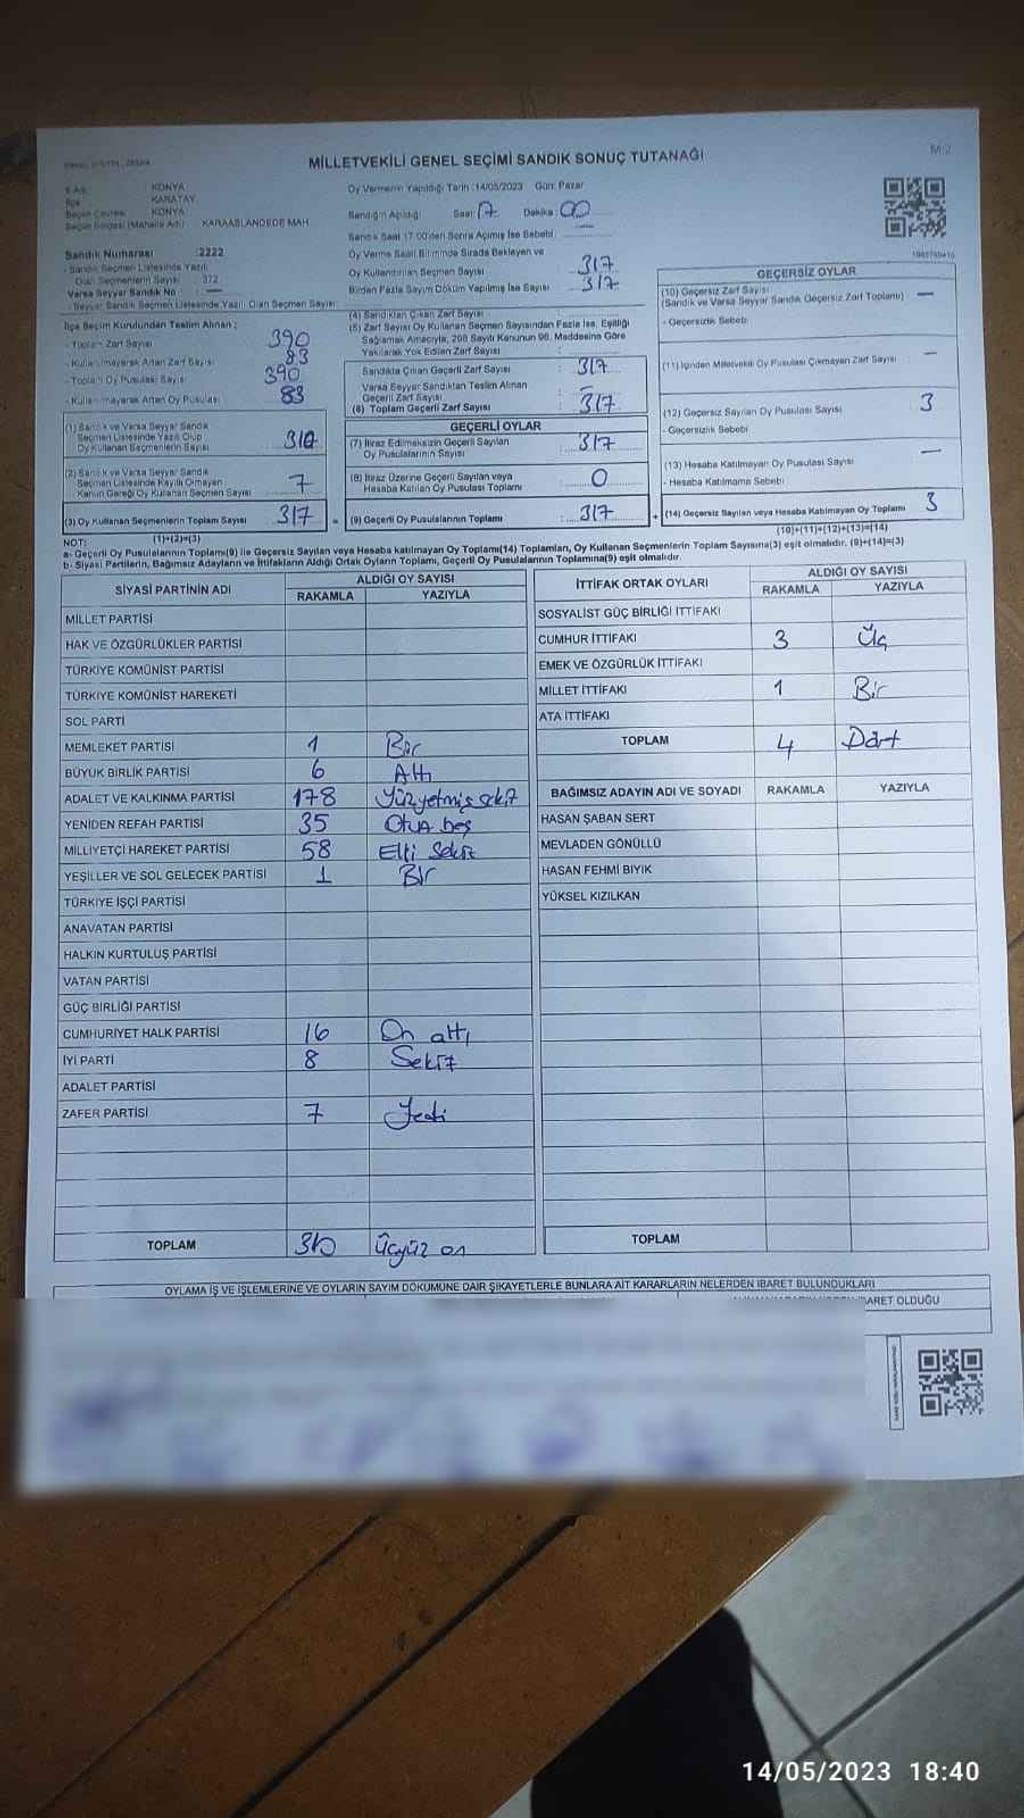 MİLLETVEKİLİ GENEL SEÇİMİ SANDIK SONUÇ TUTANAĞI
M-2
İli : KONYA
İlçe : KARATAY
Seçim Çevresi : KONYA
Seçim Bölgesi (Mahalle Adı) : KARAASLANDEDE MAH
Sandık Numarası :2222
- Sandık Seçmen Listesinde Yazılı
Olan Seçmenlerin Sayısı : 372
Varsa Seyyar Sandık No :
- Seyyar Sandık Seçmen Listesinde Yazılı Olan Seçmen Sayısı :
Oy Vermenin Yapıldığı Tarih :14/05/2023 Gün: Pazar
Sandığın Açıldığı Saat: 17 Dakika: 00
Sandık Saat 17:00'den Sonra Açılmış İse Sebebi : —
Oy Verme Saati Bitiminde Sırada Bekleyen ve
Oy Kullandırılan Seçmen Sayısı 317
Birden Fazla Sayım Döküm Yapılmış İse Sayısı 317
İlçe Seçim Kurulundan Teslim Alınan ;
- Toplam Zarf Sayısı 390
- Kullanılmayarak Artan Zarf Sayısı 83
- Toplam Oy Pusulası Sayısı 390
- Kullanılmayarak Artan Oy Pusulası 83
(1) Sandık ve Varsa Seyyar Sandık
Seçmen Listesinde Yazılı Olup
Oy Kullanan Seçmenlerin Sayısı 310
(2) Sandık ve Varsa Seyyar Sandık
Seçmen Listesinde Kayıtlı Olmayan
Kanun Gereği Oy Kullanan Seçmen Sayısı 7
(3) Oy Kullanan Seçmenlerin Toplam Sayısı 317
(1)+(2)=(3)
(4) Sandıktan Çıkan Zarf Sayısı :
(5) Zarf Sayısı Oy Kullanan Seçmen Sayısından Fazla İse, Eşitliği
Sağlamak Amacıyla, 298 Sayılı Kanunun 98. Maddesine Göre
Yakılarak Yok Edilen Zarf Sayısı :
Sandıkta Çıkan Geçerli Zarf Sayısı : 317
Varsa Seyyar Sandıktan Teslim Alınan
Geçerli Zarf Sayısı : —
(6) Toplam Geçerli Zarf Sayısı : 317
GEÇERLİ OYLAR
(7) İtiraz Edilmeksizin Geçerli Sayılan
Oy Pusulalarının Sayısı : 317
(8) İtiraz Üzerine Geçerli Sayılan veya
Hesaba Katılan Oy Pusulası Toplamı : 0
= (9) Geçerli Oy Pusulalarının Toplamı : 317
GEÇERSİZ OYLAR
(10) Geçersiz Zarf Sayısı —
(Sandık ve Varsa Seyyar Sandık Geçersiz Zarf Toplamı)
- Geçersizlik Sebebi
(11) İçinden Milletvekili Oy Pusulası Çıkmayan Zarf Sayısı —
(12) Geçersiz Sayılan Oy Pusulası Sayısı 3
- Geçersizlik Sebebi
(13) Hesaba Katılmayan Oy Pusulası Sayısı —
- Hesaba Katılmama Sebebi
+ (14) Geçersiz Sayılan veya Hesaba Katılmayan Oy Toplamı 3
(10)+(11)+(12)+(13)=(14)
NOT:
a- Geçerli Oy Pusulalarının Toplamı(9) ile Geçersiz Sayılan veya Hesaba katılmayan Oy Toplamı(14) Toplamları, Oy Kullanan Seçmenlerin Toplam Sayısına(3) eşit olmalıdır. (9)+(14)=(3)
b- Siyasi Partilerin, Bağımsız Adayların ve İttifakların Aldığı Ortak Oyların Toplamı, Geçerli Oy Pusulalarının Toplamına(9) eşit olmalıdır.
SİYASİ PARTİNİN ADI ALDIĞI OY SAYISI
RAKAMLA YAZIYLA
MİLLET PARTİSİ
HAK VE ÖZGÜRLÜKLER PARTİSİ
TÜRKİYE KOMÜNİST PARTİSİ
TÜRKİYE KOMÜNİST HAREKETİ
SOL PARTİ
MEMLEKET PARTİSİ 1 Bir
BÜYÜK BİRLİK PARTİSİ 6 Altı
ADALET VE KALKINMA PARTİSİ 178 Yüzyetmiş sekiz
YENİDEN REFAH PARTİSİ 35 Otuz beş
MİLLİYETÇİ HAREKET PARTİSİ 58 Elli Sekiz
YEŞİLLER VE SOL GELECEK PARTİSİ 1 Bir
TÜRKİYE İŞÇİ PARTİSİ
ANAVATAN PARTİSİ
HALKIN KURTULUŞ PARTİSİ
VATAN PARTİSİ
GÜÇ BİRLİĞİ PARTİSİ
CUMHURİYET HALK PARTİSİ 16 On altı
İYİ PARTİ 8 Sekiz
ADALET PARTİSİ
ZAFER PARTİSİ 7 Yedi
TOPLAM 310 Üçyüz on
İTTİFAK ORTAK OYLARI ALDIĞI OY SAYISI
RAKAMLA YAZIYLA
SOSYALİST GÜÇ BİRLİĞİ İTTİFAKI
CUMHUR İTTİFAKI 3 Üç
EMEK VE ÖZGÜRLÜK İTTİFAKI
MİLLET İTTİFAKI 1 Bir
ATA İTTİFAKI
TOPLAM 4 Dört
BAĞIMSIZ ADAYIN ADI VE SOYADI RAKAMLA YAZIYLA
HASAN ŞABAN SERT
MEVLADEN GÖNÜLLÜ
HASAN FEHMİ BIYIK
YÜKSEL KIZILKAN
TOPLAM
OYLAMA İŞ VE İŞLEMLERİNE VE OYLARIN SAYIM DÖKÜMÜNE DAİR ŞİKAYETLERLE BUNLARA AİT KARARLARIN NELERDEN İBARET BULUNDUKLARI
BARET OLDUĞU
14/05/2023 18:40